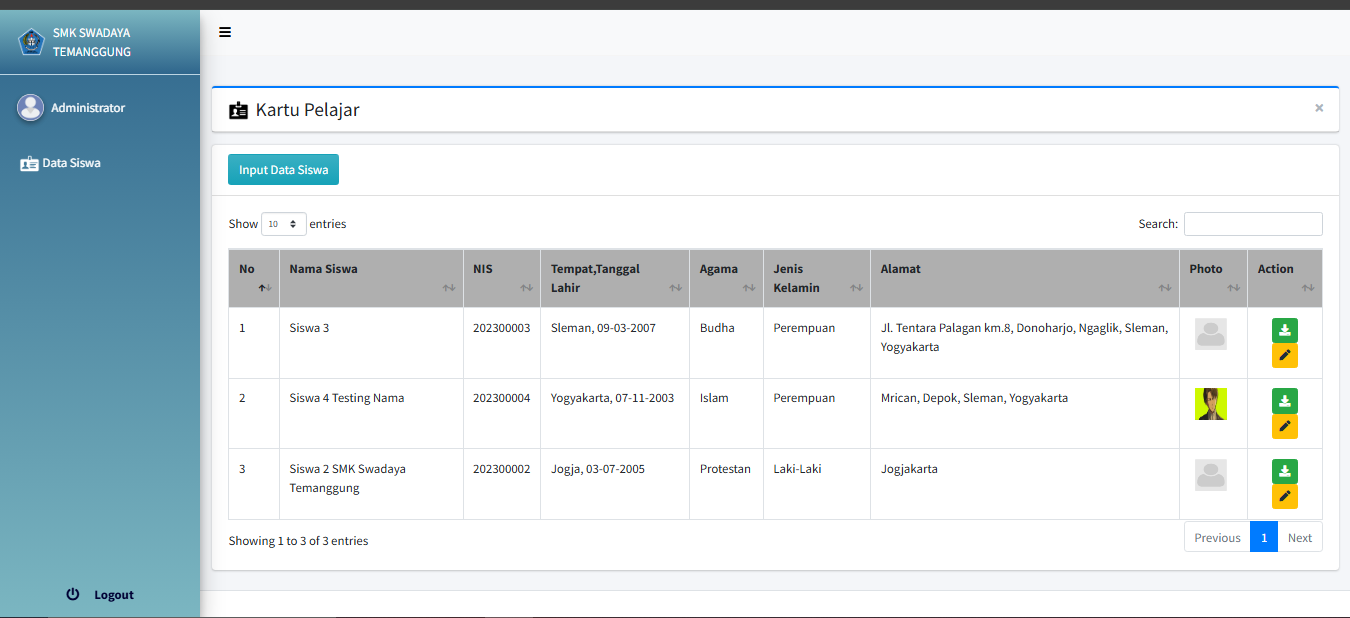 SMK SWADAYA
TEMANGGUNG
Administrator
Data Siswa
Logout
Kartu Pelajar
×
Input Data Siswa
Show 10 entries
Search:
No Nama Siswa NIS Tempat,Tanggal Lahir Agama Jenis Kelamin Alamat Photo Action
1 Siswa 3 202300003 Sleman, 09-03-2007 Budha Perempuan Jl. Tentara Palagan km.8, Donoharjo, Ngaglik, Sleman,
Yogyakarta
2 Siswa 4 Testing Nama 202300004 Yogyakarta, 07-11-2003 Islam Perempuan Mrican, Depok, Sleman, Yogyakarta
3 Siswa 2 SMK Swadaya
Temanggung 202300002 Jogja, 03-07-2005 Protestan Laki-Laki Jogjakarta
Showing 1 to 3 of 3 entries
Previous 1 Next